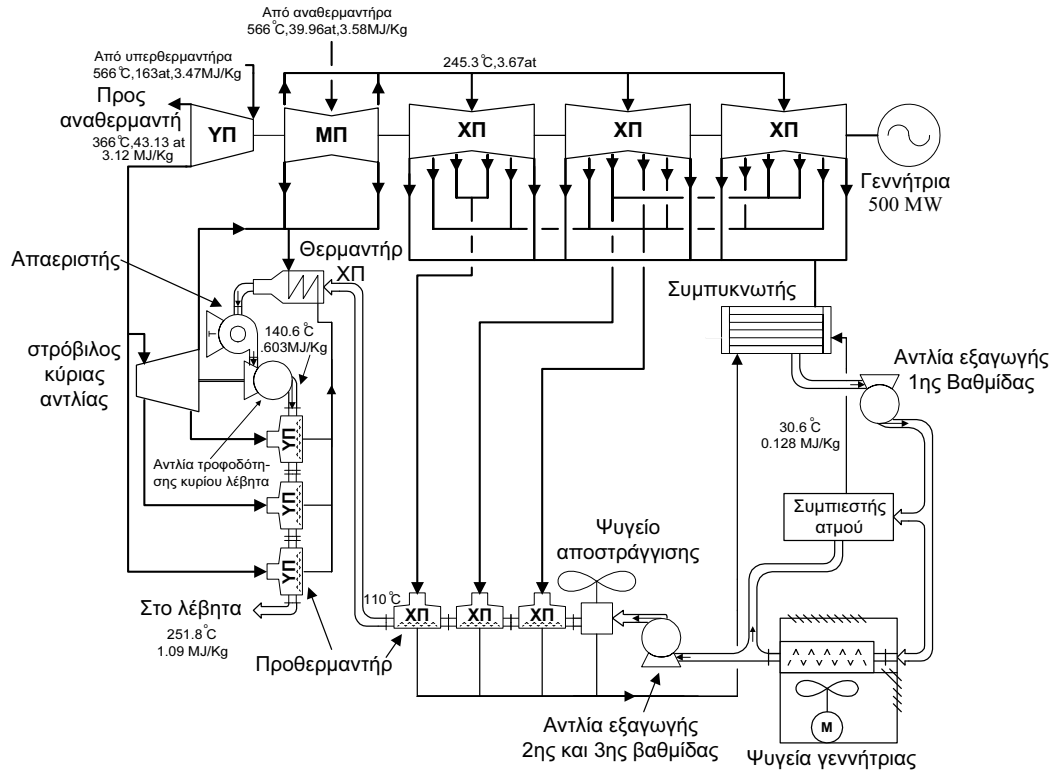 Από αναθερμαντήρα
566 °C,39.96at,3.58MJ/Kg
Από υπερθερμαντήρα
566 °C,163at,3.47MJ/Kg
245.3 °C,3.67at
Προς
αναθερμαντή
366 °C,43.13 at
3.12 MJ/Kg
ΥΠ
ΜΠ
ΧΠ
ΧΠ
ΧΠ
Γεννήτρια
500 MW
Απαεριστής
Θερμαντήρ
ΧΠ
Συμπυκνωτής
140.6 °C
.603MJ/Kg
στρόβιλος
κύριας
αντλίας
Αντλία εξαγωγής
1ης Βαθμίδας
30.6 °C
0.128 MJ/Kg
ΥΠ
Αντλία τροφοδότη-
σης κυρίου λέβητα
ΥΠ
Συμπιεστής
ατμού
Ψυγείο
αποστράγγισης
ΥΠ
Στο λέβητα
251.8 °C
1.09 MJ/Kg
110 °C
ΧΠ
ΧΠ
ΧΠ
Προθερμαντήρ
Αντλία εξαγωγής
2ης και 3ης βαθμίδας
M
Ψυγεία γεννήτριας